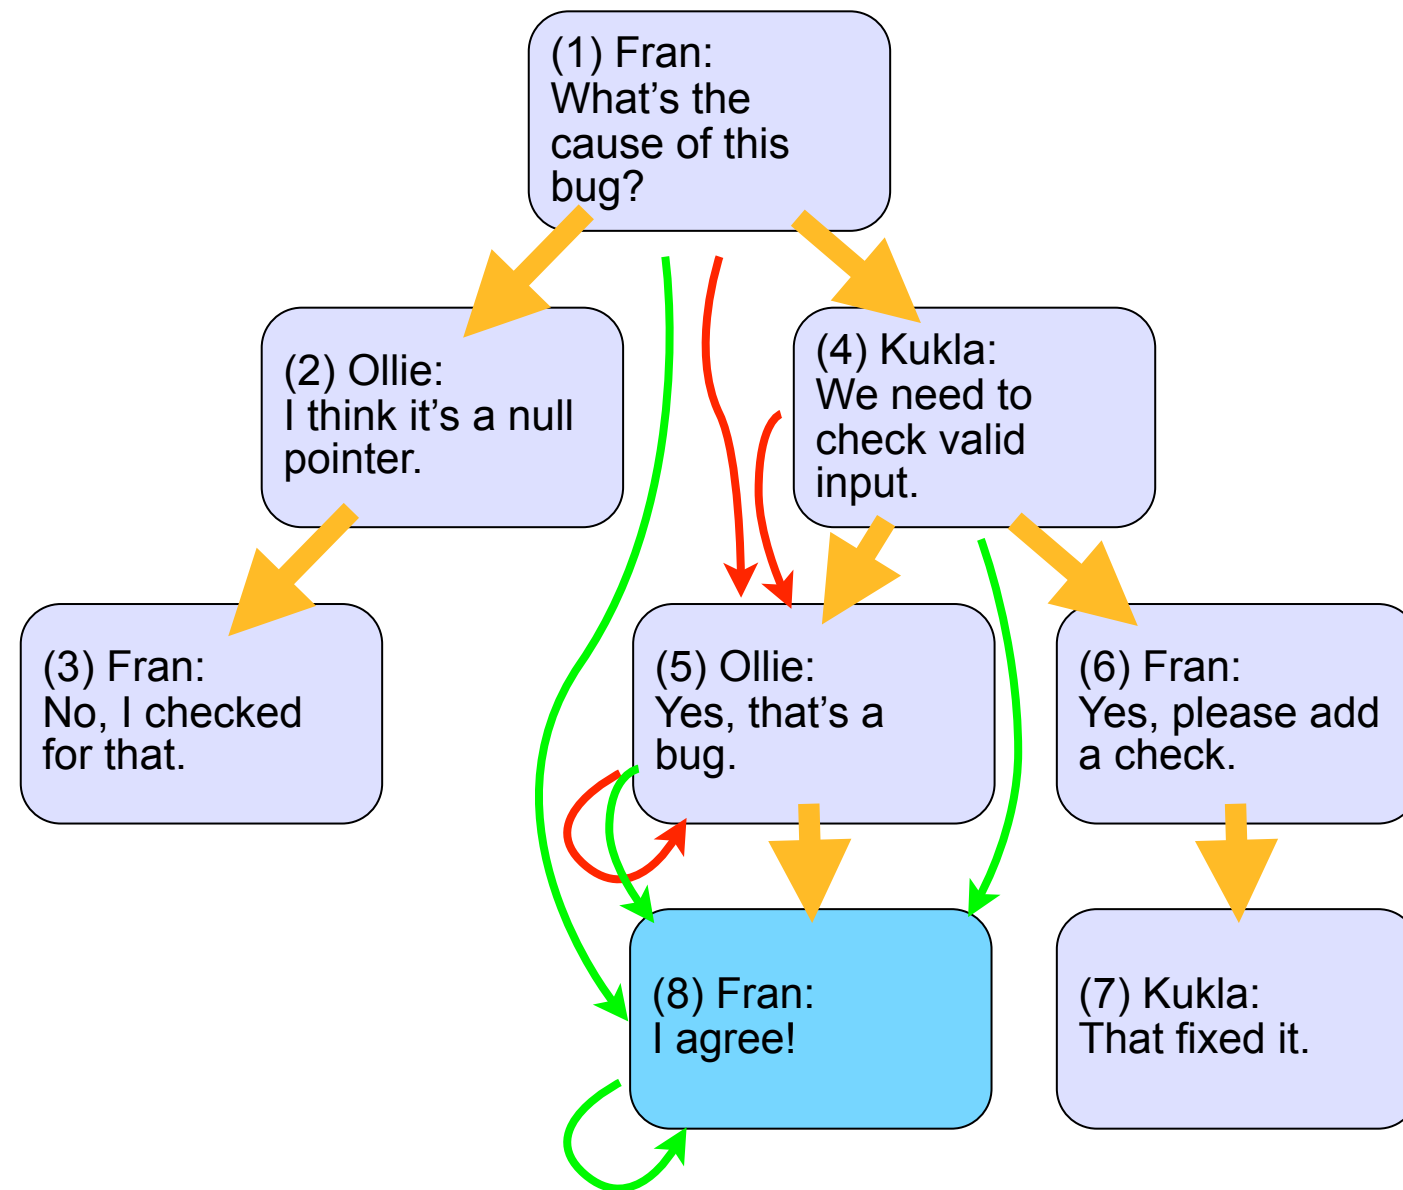 (1) Fran:
What’s the
cause of this
bug?
(2) Ollie:
I think it’s a null
pointer.
(4) Kukla:
We need to
check valid
input.
(3) Fran:
No, I checked
for that.
(5) Ollie:
Yes, that’s a
bug.
(6) Fran:
Yes, please add
a check.
(8) Fran:
I agree!
(7) Kukla:
That fixed it.